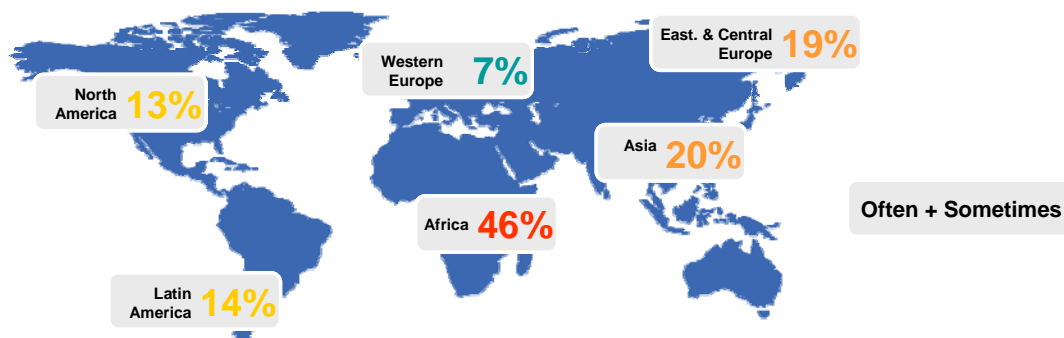 East. & Central
Europe 19%
Western
Europe 7%
North
America 13%
Asia 20%
Often + Sometimes
Africa 46%
Latin
America 14%